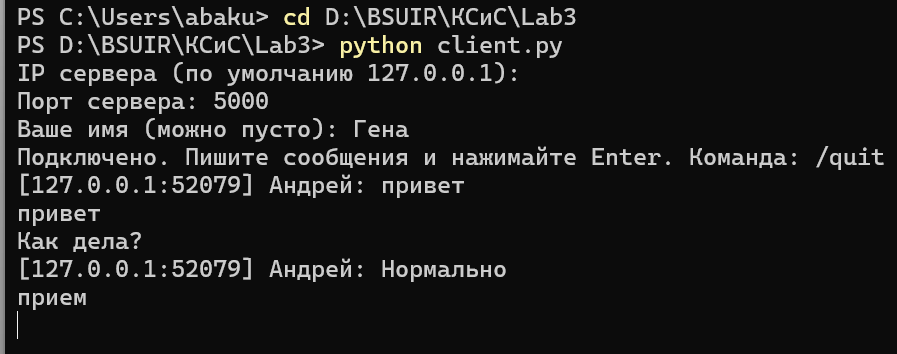 PS C:\Users\abaku> cd D:\BSUIR\КСиС\Lab3
PS D:\BSUIR\КСиС\Lab3> python client.py
IP сервера (по умолчанию 127.0.0.1):
Порт сервера: 5000
Ваше имя (можно пусто): Гена
Подключено. Пишите сообщения и нажимайте Enter. Команда: /quit
[127.0.0.1:52079] Андрей: привет
привет
Как дела?
[127.0.0.1:52079] Андрей: Нормально
прием